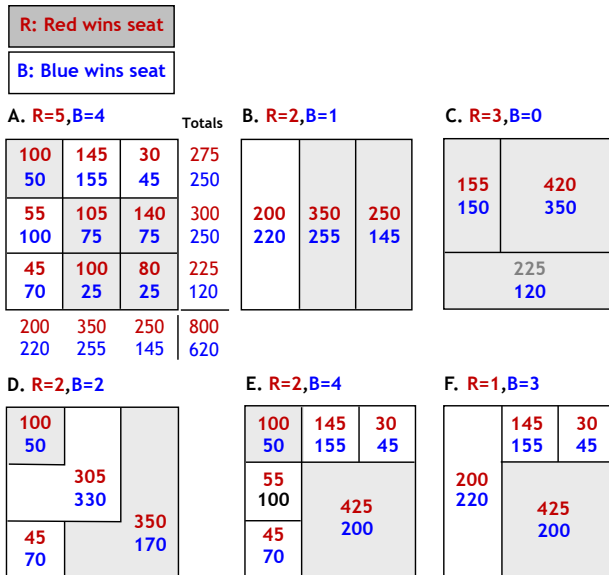 R: Red wins seat
B: Blue wins seat
A. R=5,B=4
Totals
100 145 30 275
50 155 45 250
55 105 140 300
100 75 75 250
45 100 80 225
70 25 25 120
200 350 250 800
220 255 145 620
B. R=2,B=1
200 350 250
220 255 145
C. R=3,B=0
155 420
150 350
225
120
D. R=2,B=2
100
50
305
330
350
170
45
70
E. R=2,B=4
100 145 30
50 155 45
55
100
425
200
45
70
F. R=1,B=3
145 30
155 45
200
220
425
200